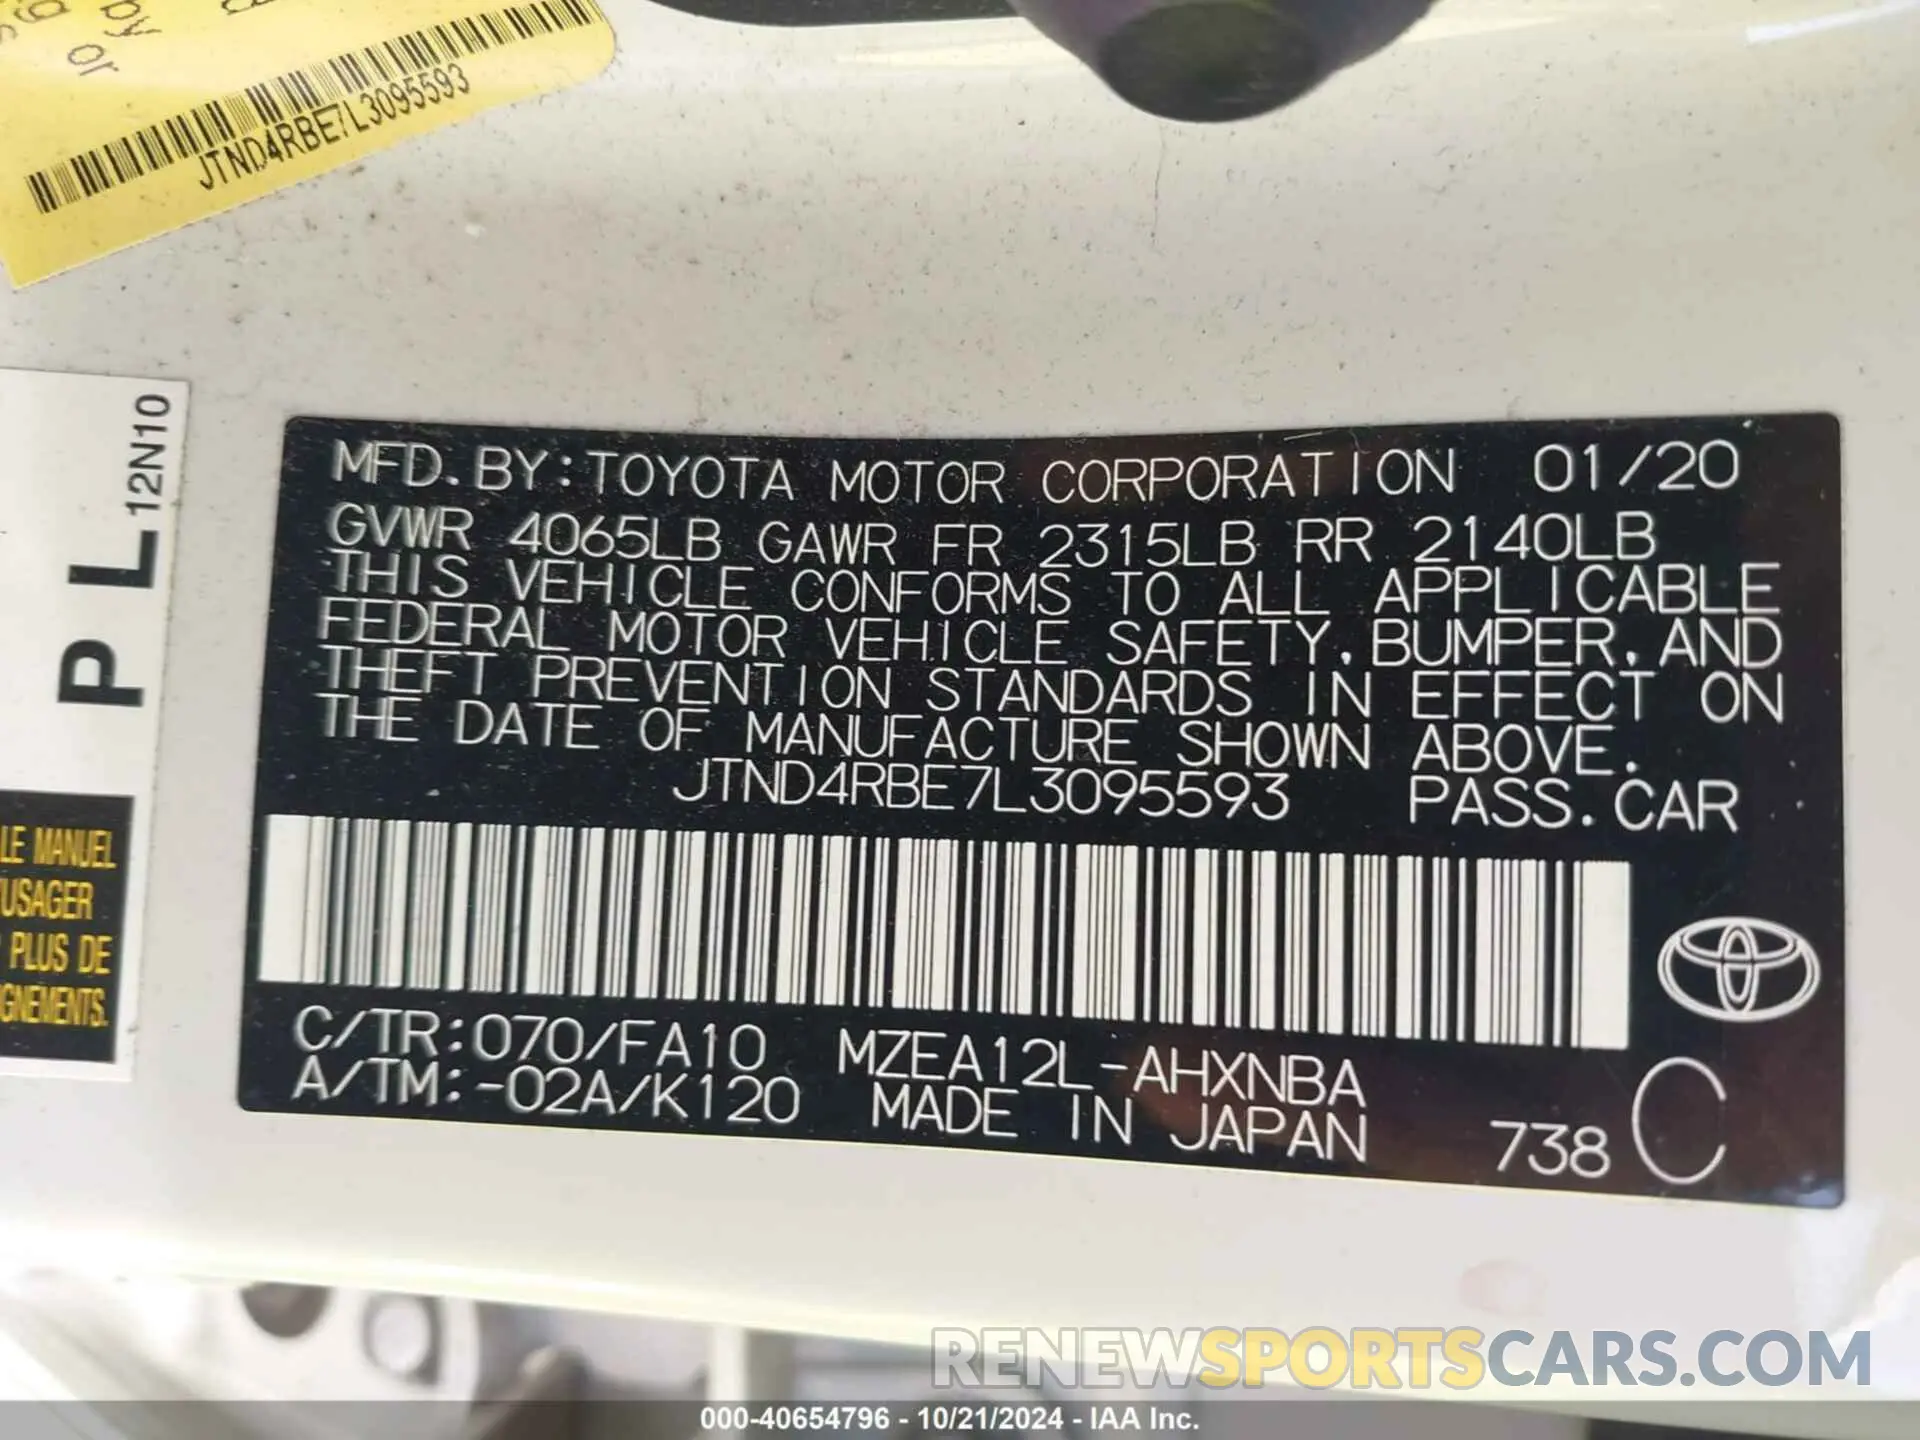 by
or
JTND4RBE7L3095593
P L 12N10
MFD. BY: TOYOTA MOTOR CORPORATION 01/20
GVWR 4065LB GAWR FR 2315LB RR 2140LB
THIS VEHICLE CONFORMS TO ALL APPLICABLE
FEDERAL MOTOR VEHICLE SAFETY, BUMPER, AND
THEFT PREVENTION STANDARDS IN EFFECT ON
THE DATE OF MANUFACTURE SHOWN ABOVE.
JTND4RBE7L3095593 PASS. CAR
LE MANUEL
USAGER
PLUS DE
GNEMENTS.
C/TR: 070/FA10 MZEA12L-AHXNBA
A/TM: -02A/K120 MADE IN JAPAN 738 C
RENEWSPORTSCARS.COM
000-40654796 - 10/21/2024 - IAA Inc.